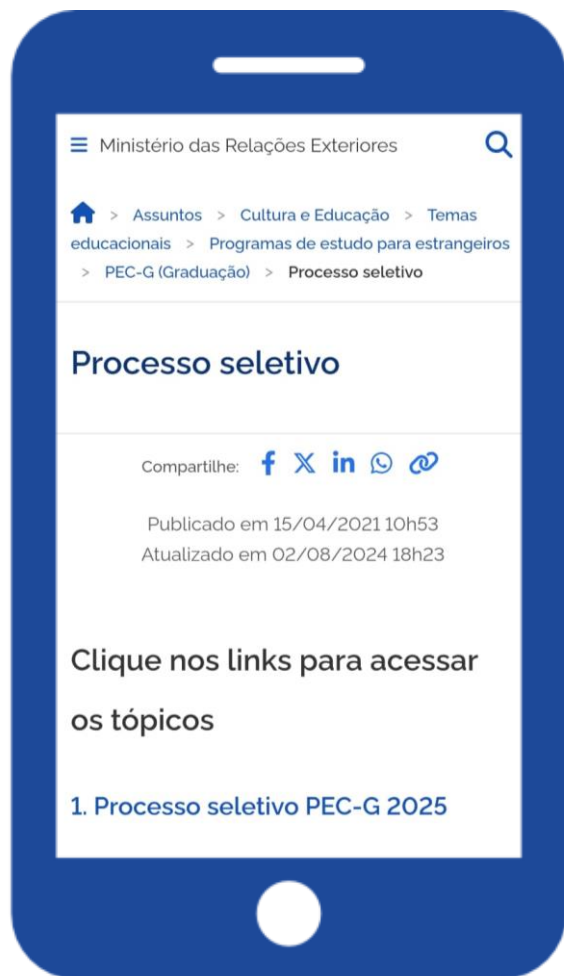 Ministério das Relações Exteriores
> Assuntos > Cultura e Educação > Temas
educacionais > Programas de estudo para estrangeiros
> PEC-G (Graduação) > Processo seletivo
Processo seletivo
Compartilhe:
Publicado em 15/04/2021 10h53
Atualizado em 02/08/2024 18h23
Clique nos links para acessar
os tópicos
1. Processo seletivo PEC-G 2025